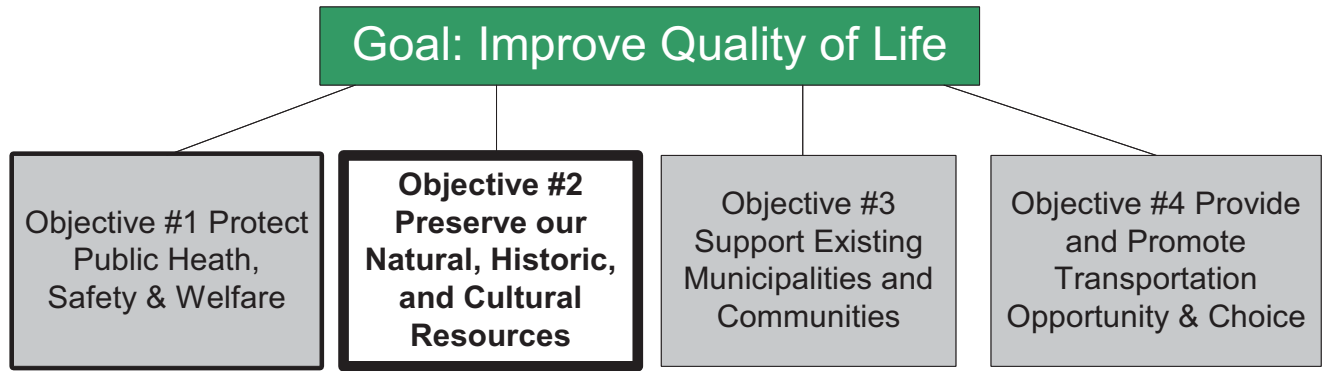 Goal: Improve Quality of Life
Objective #1 Protect
Public Heath,
Safety & Welfare
Objective #2
Preserve our
Natural, Historic,
and Cultural
Resources
Objective #3
Support Existing
Municipalities and
Communities
Objective #4 Provide
and Promote
Transportation
Opportunity & Choice